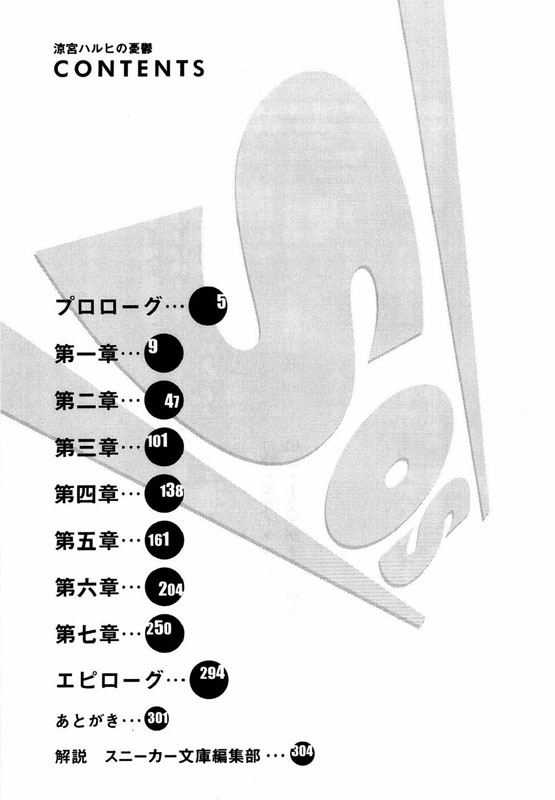 涼宮ハルヒの憂鬱
CONTENTS
SOS
プロローグ…5
第一章…9
第二章…47
第三章…101
第四章…138
第五章…161
第六章…204
第七章…250
エピローグ…294
あとがき…301
解説 スニーカー文庫編集部…304